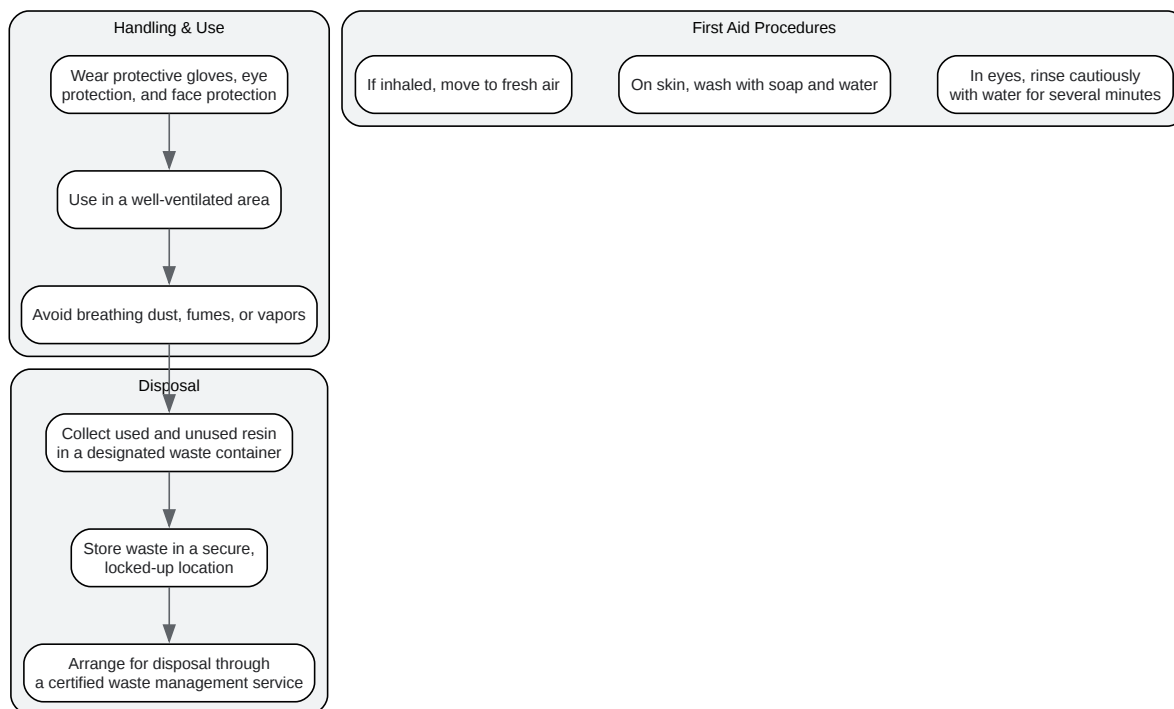 Handling & Use
Wear protective gloves, eye
protection, and face protection
Use in a well-ventilated area
Avoid breathing dust, fumes, or vapors
Disposal
Collect used and unused resin
in a designated waste container
Store waste in a secure,
locked-up location
Arrange for disposal through
a certified waste management service
First Aid Procedures
If inhaled, move to fresh air
On skin, wash with soap and water
In eyes, rinse cautiously
with water for several minutes